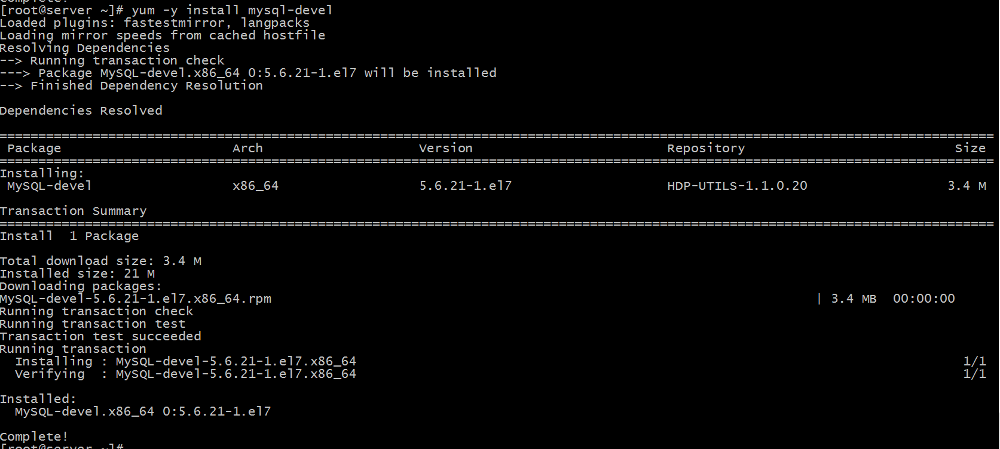 Complete!
[root@server ~]# yum -y install mysql-devel
Loaded plugins: fastestmirror, langpacks
Loading mirror speeds from cached hostfile
Resolving Dependencies
--> Running transaction check
---> Package MySQL-devel.x86_64 0:5.6.21-1.el7 will be installed
--> Finished Dependency Resolution
Dependencies Resolved
================================================================================
Package Arch Version Repository Size
================================================================================
Installing:
MySQL-devel x86_64 5.6.21-1.el7 HDP-UTILS-1.1.0.20 3.4 M
Transaction Summary
================================================================================
Install 1 Package
Total download size: 3.4 M
Installed size: 21 M
Downloading packages:
MySQL-devel-5.6.21-1.el7.x86_64.rpm | 3.4 MB 00:00:00
Running transaction check
Running transaction test
Transaction test succeeded
Running transaction
Installing : MySQL-devel-5.6.21-1.el7.x86_64 1/1
Verifying : MySQL-devel-5.6.21-1.el7.x86_64 1/1
Installed:
MySQL-devel.x86_64 0:5.6.21-1.el7
Complete!
[root@server ~]#